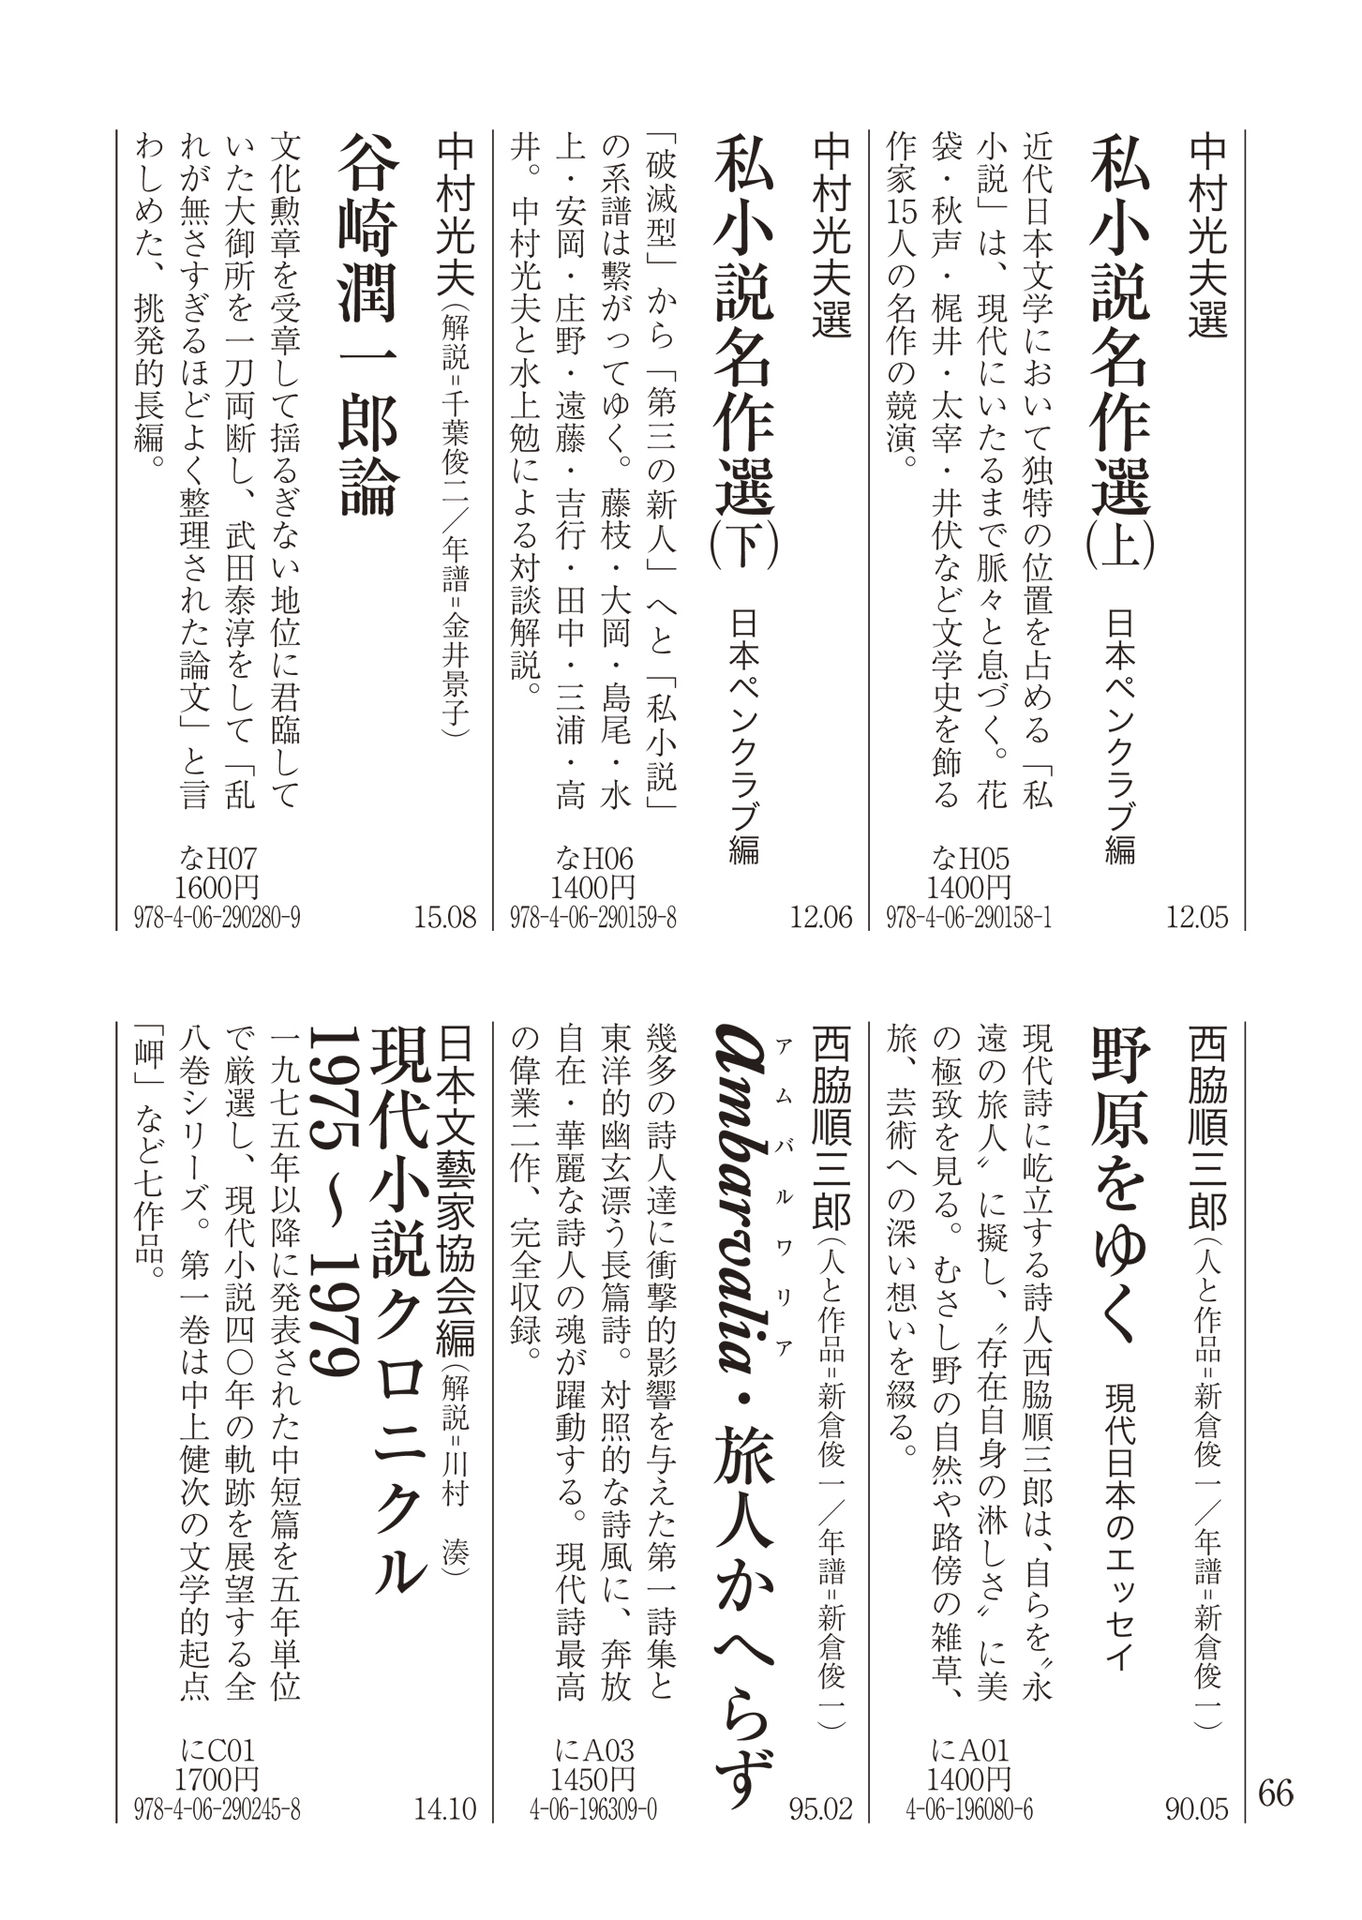 中村光夫選
私小説名作選(上) 日本ペンクラブ編
近代日本文学において独特の位置を占める「私
小説」は、現代にいたるまで脈々と息づく。花
袋・秋声・梶井・太宰・井伏など文学史を飾る
作家15人の名作の競演。
なH05
1400円
978-4-06-290158-1
12.05
中村光夫選
私小説名作選(下) 日本ペンクラブ編
「破滅型」から「第三の新人」へと「私小説」
の系譜は繫がってゆく。藤枝・大岡・島尾・水
上・安岡・庄野・遠藤・吉行・田中・三浦・高
井。中村光夫と水上勉による対談解説。
なH06
1400円
978-4-06-290159-8
12.06
中村光夫(解説=千葉俊二/年譜=金井景子)
谷崎潤一郎論
文化勲章を受章して揺るぎない地位に君臨して
いた大御所を一刀両断し、武田泰淳をして「乱
れが無さすぎるほどよく整理された論文」と言
わしめた、挑発的長編。
なH07
1600円
978-4-06-290280-9
15.08
西脇順三郎(人と作品=新倉俊一/年譜=新倉俊一)
野原をゆく 現代日本のエッセイ
現代詩に屹立する詩人西脇順三郎は、自らを〝永
遠の旅人〟に擬し、〝存在自身の淋しさ〟に美
の極致を見る。むさし野の自然や路傍の雑草、
旅、芸術への深い想いを綴る。
にA01
1400円
4-06-196080-6
90.05
西脇順三郎(人と作品=新倉俊一/年譜=新倉俊一)
アムバルワリア
Ambarvalia・旅人かへらず
幾多の詩人達に衝撃的影響を与えた第一詩集と
東洋的幽玄漂う長篇詩。対照的な詩風に、奔放
自在・華麗な詩人の魂が躍動する。現代詩最高
の偉業二作、完全収録。
にA03
1450円
4-06-196309-0
95.02
日本文藝家協会編(解説=川村 湊)
現代小説クロニクル
1975〜1979
一九七五年以降に発表された中短篇を五年単位
で厳選し、現代小説四〇年の軌跡を展望する全
八巻シリーズ。第一巻は中上健次の文学的起点
「岬」など七作品。
にC01
1700円
978-4-06-290245-8
14.10
66